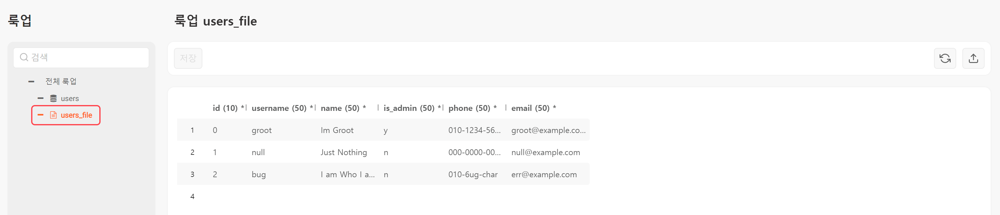 룩업
검색
전체 룩업
users
users_file
룩업 users_file
저장
id (10) * username (50) * name (50) * is_admin (50) * phone (50) * email (50) *
1 0 groot Im Groot y 010-1234-56... groot@example.co...
2 1 null Just Nothing n 000-0000-00... null@example.com
3 2 bug I am Who I a... n 010-6ug-char err@example.com
4